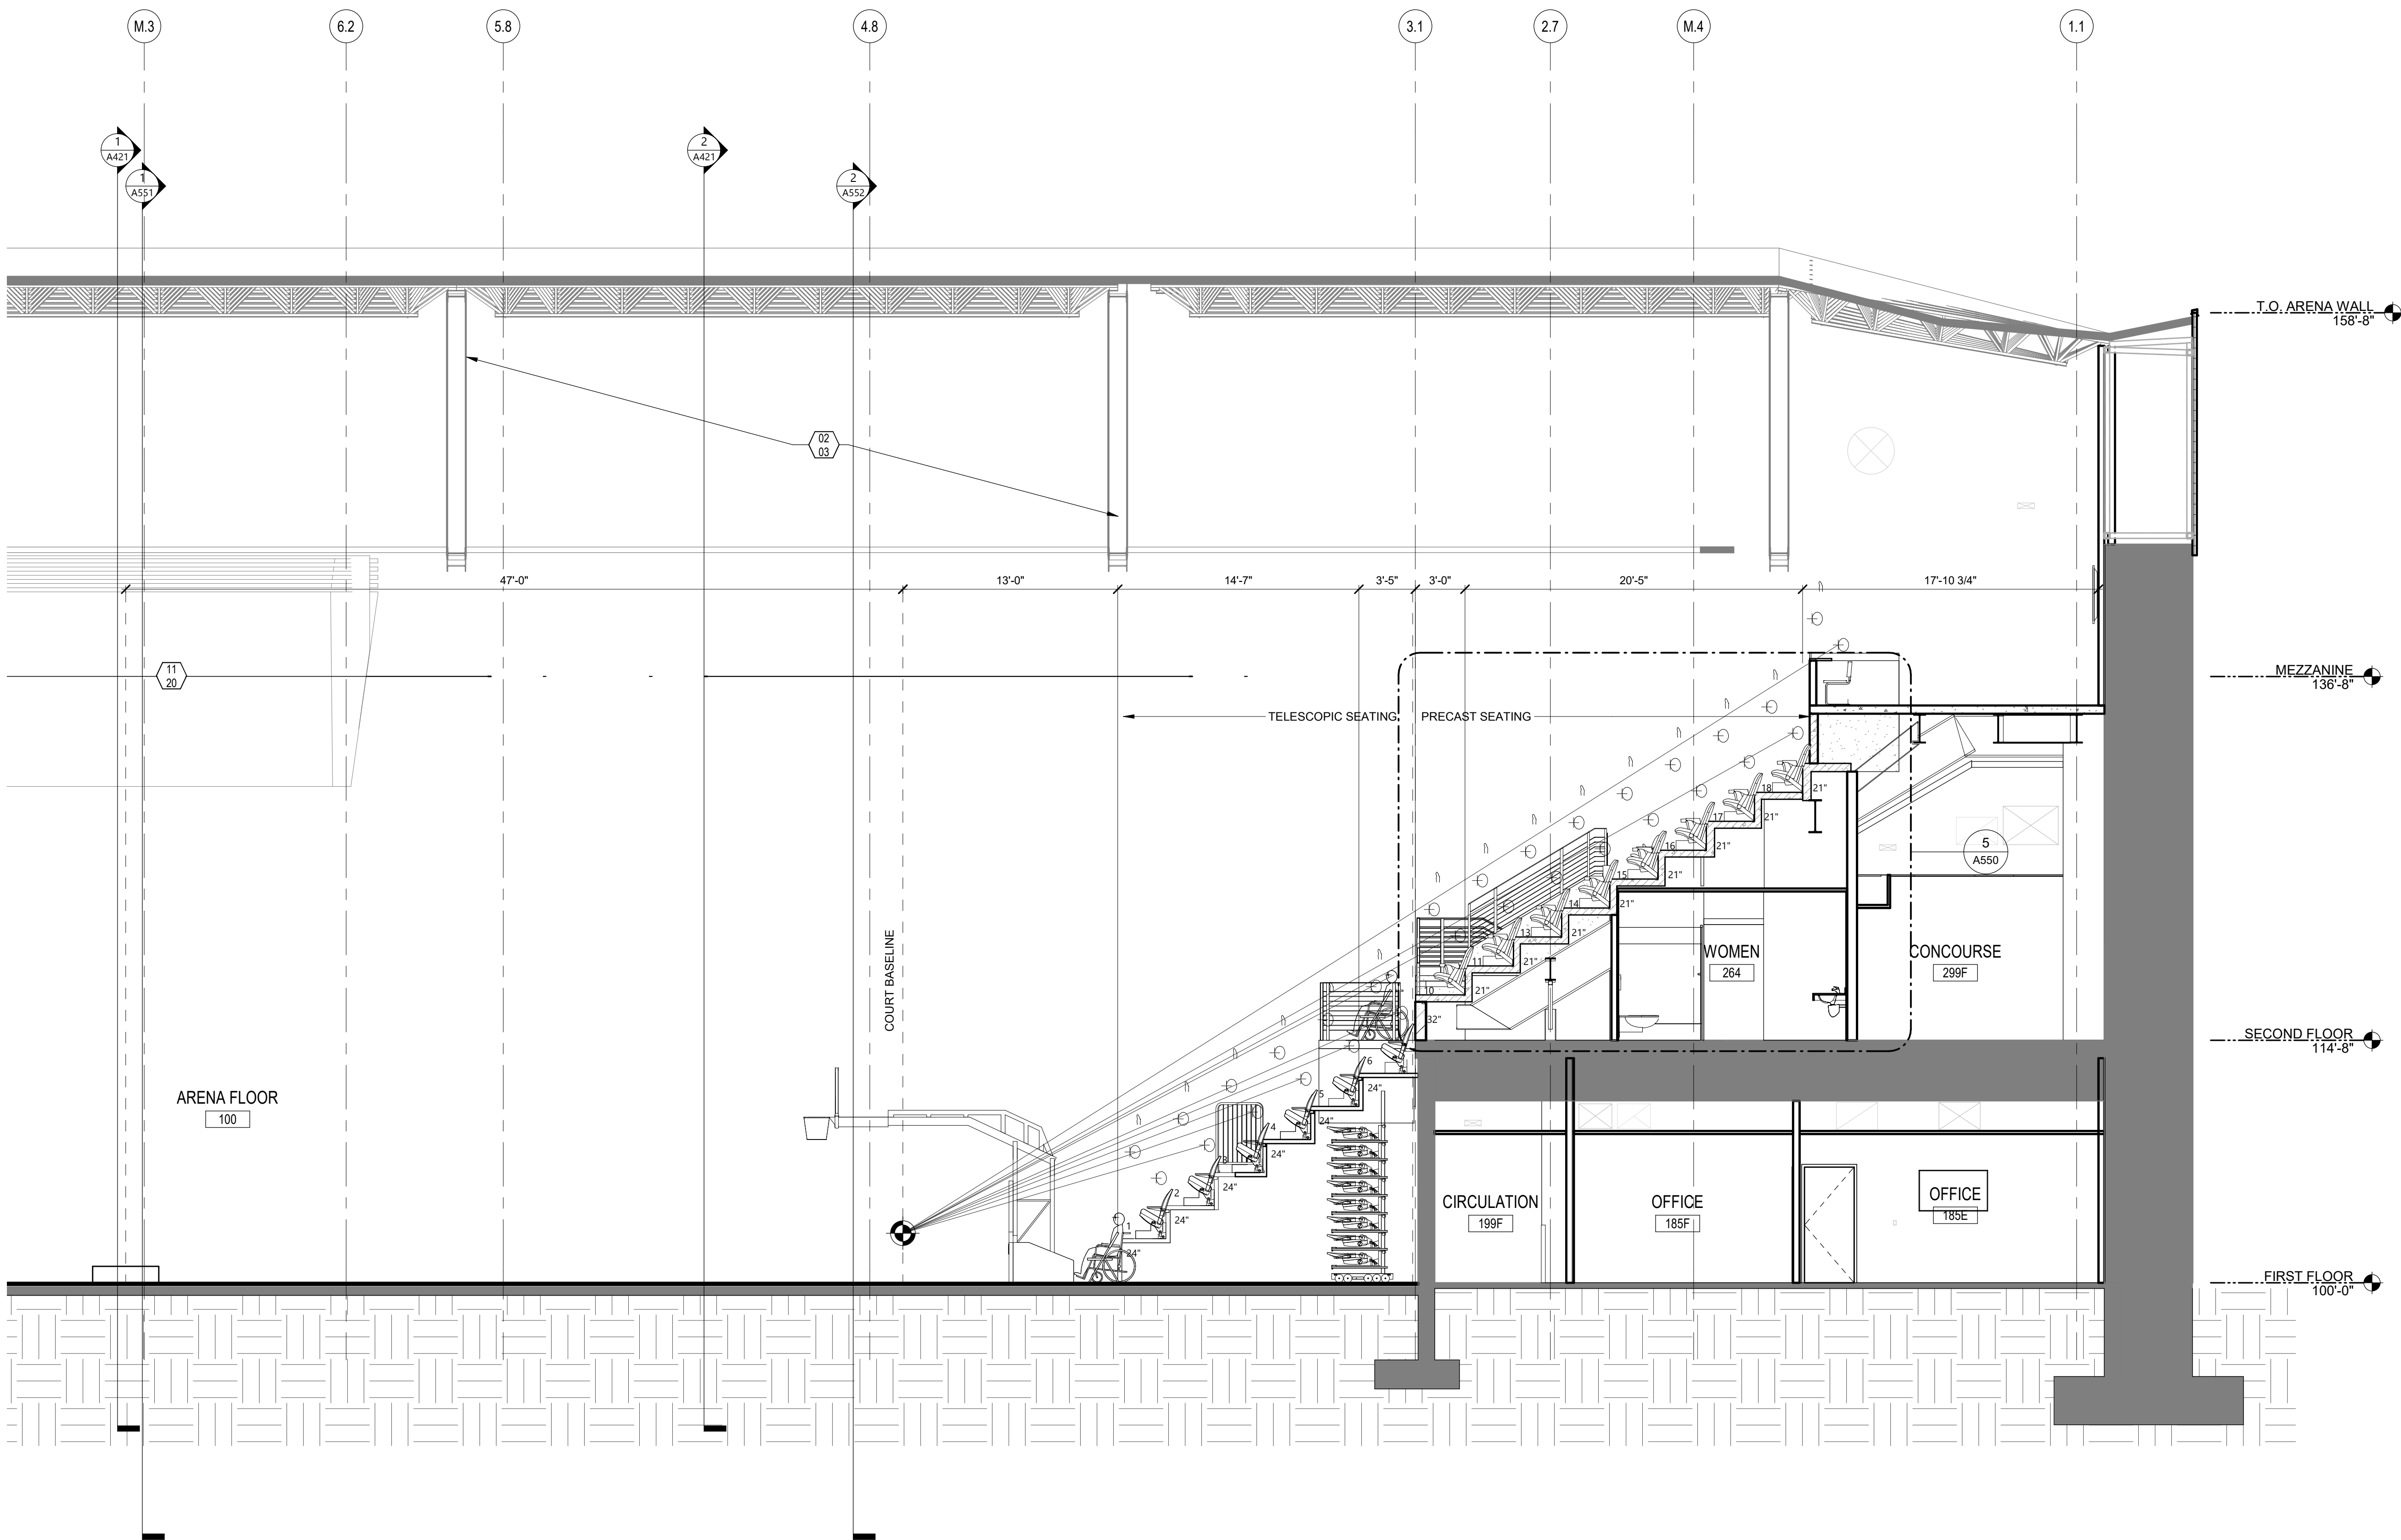 M.3
6.2
5.8
4.8
3.1
2.7
M.4
1.1
1
A421
1
A551
2
A421
2
A552
T.O. ARENA WALL
158'-8"
02
03
47'-0"
13'-0"
14'-7"
3'-5"
3'-0"
20'-5"
17'-10 3/4"
11
20
MEZZANINE
136'-8"
TELESCOPIC SEATING
PRECAST SEATING
18
21"
17
21"
16
21"
15
21"
14
21"
13
21"
11
21"
10
21"
32"
5
A550
COURT BASELINE
WOMEN
264
CONCOURSE
299F
SECOND FLOOR
114'-8"
6
24"
5
24"
4
24"
3
24"
2
24"
1
24"
ARENA FLOOR
100
CIRCULATION
199F
OFFICE
185F
OFFICE
185E
FIRST FLOOR
100'-0"